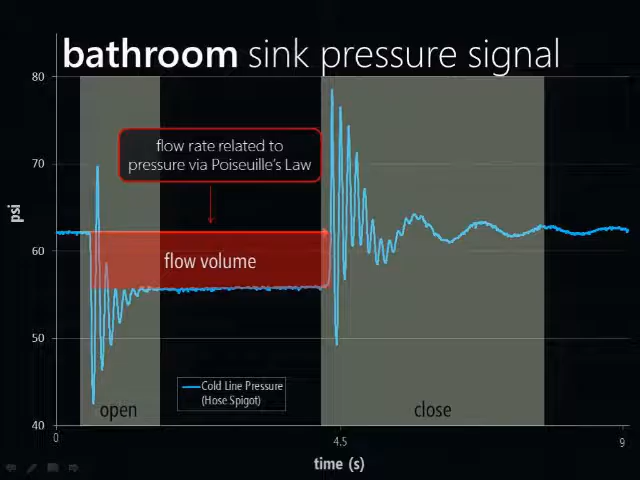 bathroom sink pressure signal
80
flow rate related to
pressure via Poiseuille's Law
70
psi
60
flow volume
50
Cold Line Pressure
(Hose Spigot)
open
close
40
0
4.5
9
time (s)